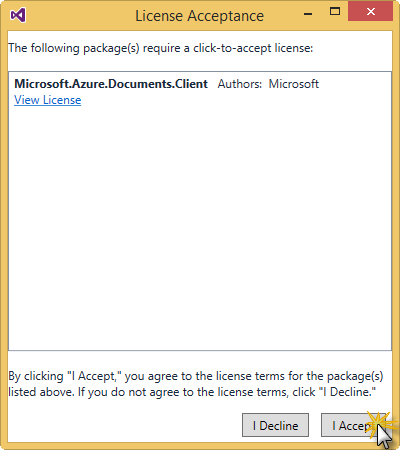 License Acceptance
The following package(s) require a click-to-accept license:
Microsoft.Azure.Documents.Client Authors: Microsoft
View License
By clicking "I Accept," you agree to the license terms for the package(s)
listed above. If you do not agree to the license terms, click "I Decline."
I Decline I Accept